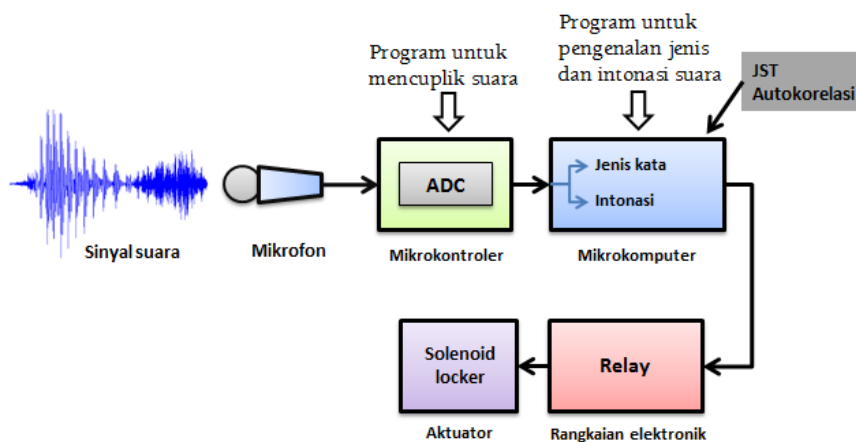 Program untuk
mencuplik suara
Program untuk
pengenalan jenis
dan intonasi suara
JST
Autokorelasi
ADC
Jenis kata
Intonasi
Sinyal suara
Mikrofon
Mikrokontroler
Mikrokomputer
Solenoid
locker
Relay
Aktuator
Rangkaian elektronik